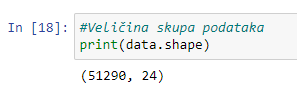 In [18]: #Veličina skupa podataka
print(data.shape)
(51290, 24)